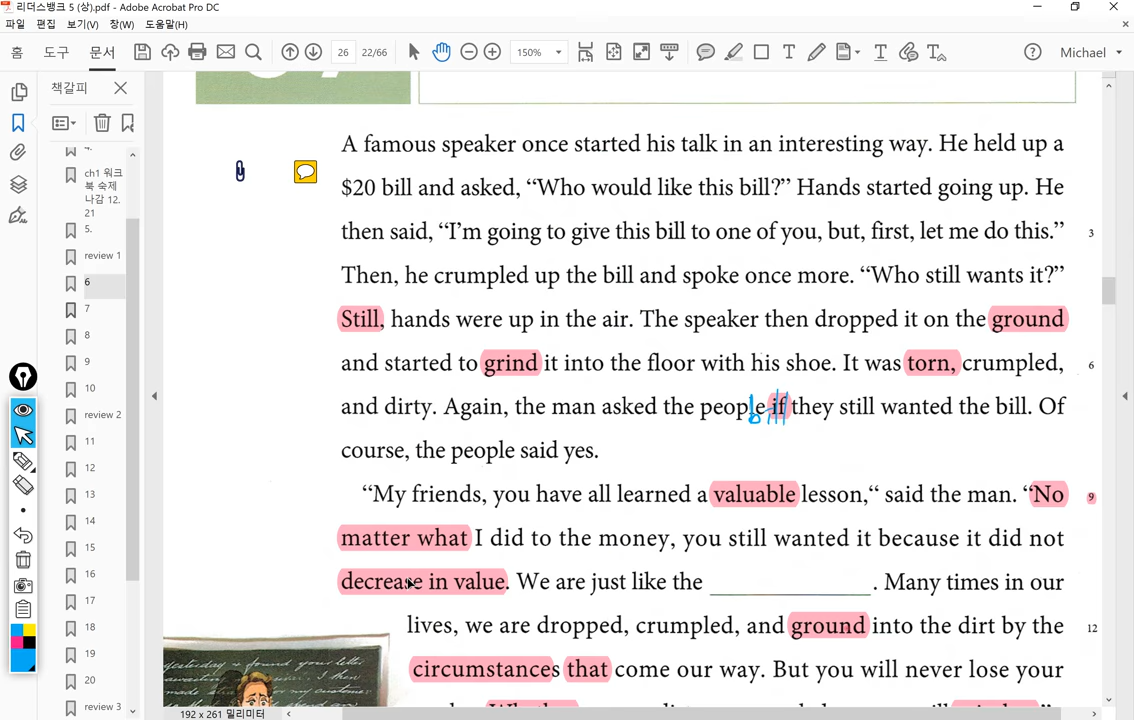 리더스뱅크 5 (상).pdf - Adobe Acrobat Pro DC
파일 편집 보기(V) 창(W) 도움말(H)
홈 도구 문서 26 22/66 150% Michael
책갈피
4.
ch1 워크
북 숙제
나감 12.
21
5.
review 1
6
7
8
9
10
review 2
11
12
13
14
15
16
17
18
19
20
review 3
A famous speaker once started his talk in an interesting way. He held up a
$20 bill and asked, “Who would like this bill?” Hands started going up. He
then said, “I’m going to give this bill to one of you, but, first, let me do this.” 3
Then, he crumpled up the bill and spoke once more. “Who still wants it?”
Still, hands were up in the air. The speaker then dropped it on the ground
and started to grind it into the floor with his shoe. It was torn, crumpled, 6
and dirty. Again, the man asked the people if they still wanted the bill. Of
course, the people said yes.
“My friends, you have all learned a valuable lesson,“ said the man. “No 9
matter what I did to the money, you still wanted it because it did not
decrease in value. We are just like the ____________. Many times in our
lives, we are dropped, crumpled, and ground into the dirt by the 12
circumstances that come our way. But you will never lose your
192 x 261 밀리미터